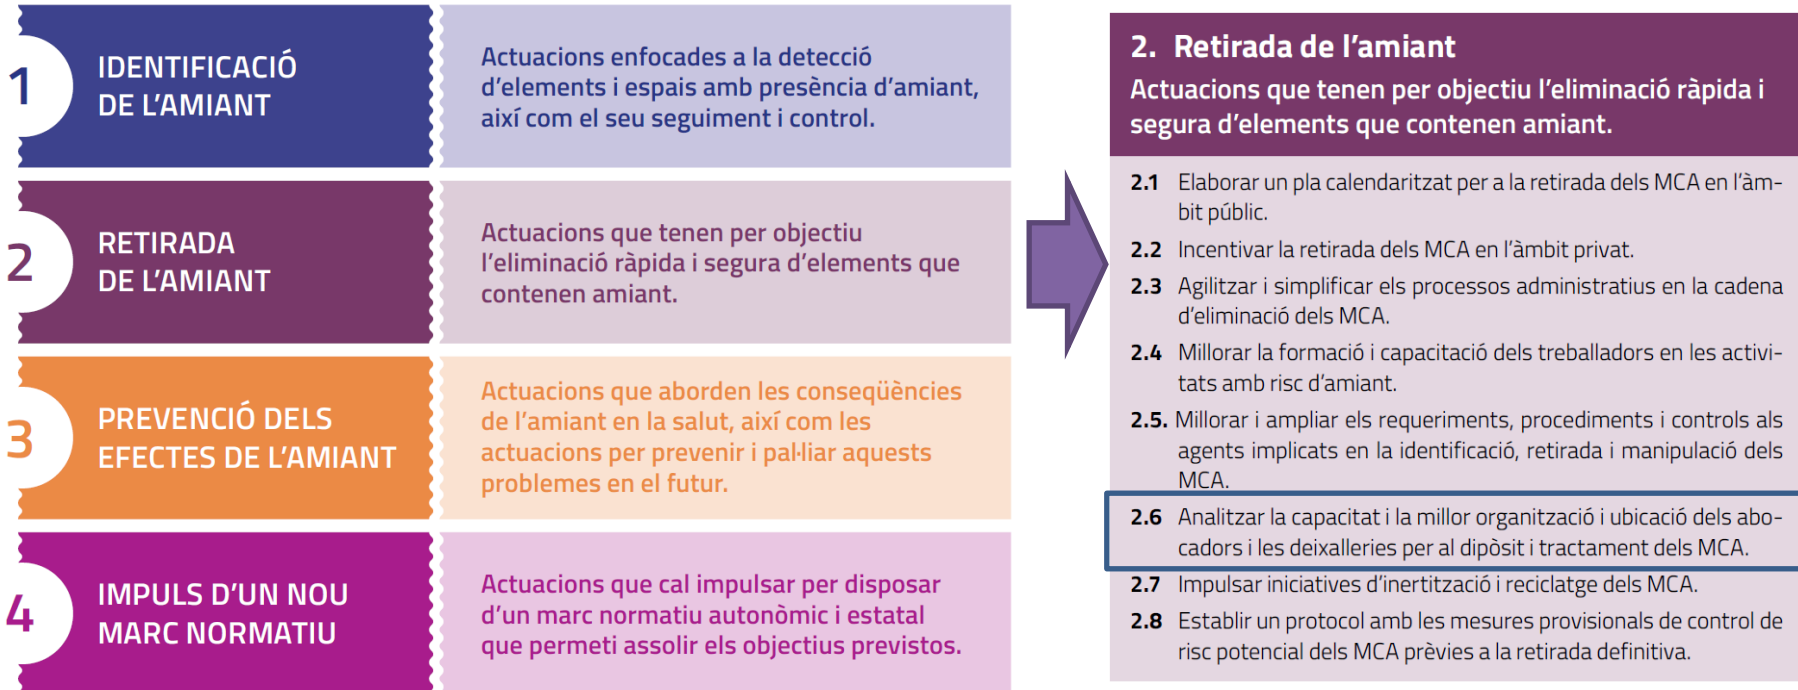 1
IDENTIFICACIÓ
DE L’AMIANT
Actuacions enfocades a la detecció
d’elements i espais amb presència d’amiant,
així com el seu seguiment i control.
2
RETIRADA
DE L’AMIANT
Actuacions que tenen per objectiu
l’eliminació ràpida i segura d’elements que
contenen amiant.
3
PREVENCIÓ DELS
EFECTES DE L’AMIANT
Actuacions que aborden les conseqüències
de l’amiant en la salut, així com les
actuacions per prevenir i pal·liar aquests
problemes en el futur.
4
IMPULS D’UN NOU
MARC NORMATIU
Actuacions que cal impulsar per disposar
d’un marc normatiu autonòmic i estatal
que permeti assolir els objectius previstos.
2. Retirada de l’amiant
Actuacions que tenen per objectiu l’eliminació ràpida i
segura d’elements que contenen amiant.
2.1 Elaborar un pla calendaritzat per a la retirada dels MCA en l’àm-
bit públic.
2.2 Incentivar la retirada dels MCA en l’àmbit privat.
2.3 Agilitzar i simplificar els processos administratius en la cadena
d’eliminació dels MCA.
2.4 Millorar la formació i capacitació dels treballadors en les activi-
tats amb risc d’amiant.
2.5. Millorar i ampliar els requeriments, procediments i controls als
agents implicats en la identificació, retirada i manipulació dels
MCA.
2.6 Analitzar la capacitat i la millor organització i ubicació dels abo-
cadors i les deixalleries per al dipòsit i tractament dels MCA.
2.7 Impulsar iniciatives d’inertització i reciclatge dels MCA.
2.8 Establir un protocol amb les mesures provisionals de control de
risc potencial dels MCA prèvies a la retirada definitiva.